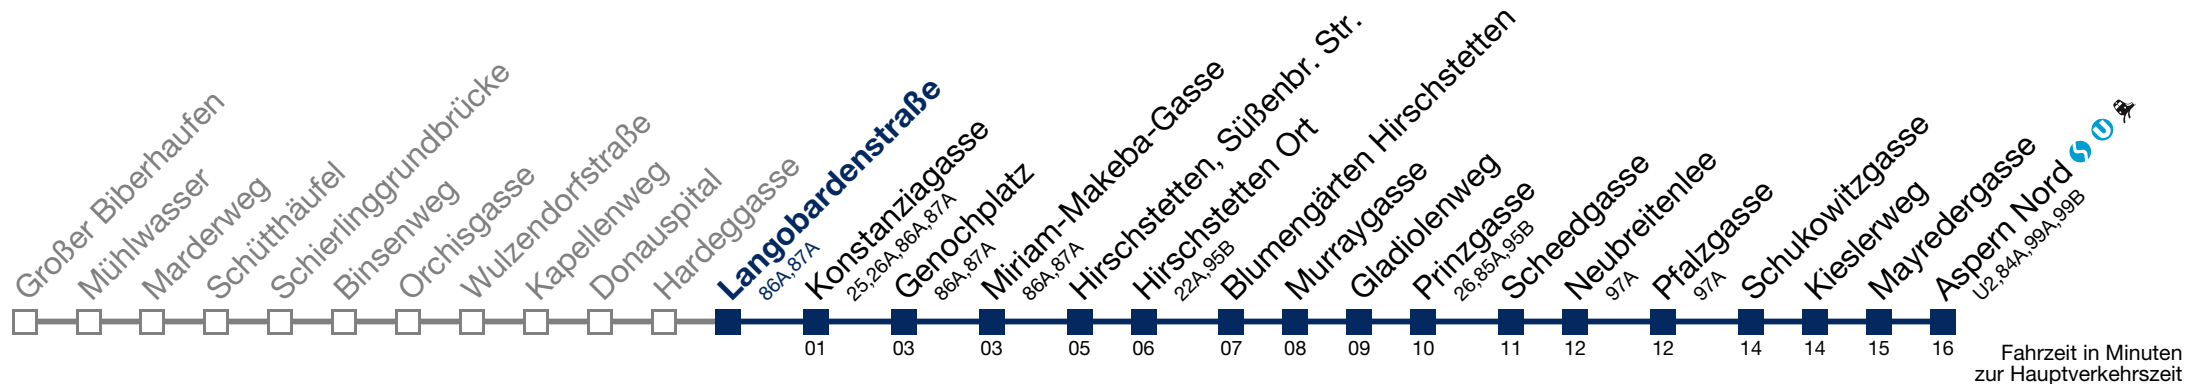 Großer Biberhaufen
Mühlwasser
Marderweg
Schütthäufel
Schierlinggrundbrücke
Binsenweg
Orchisgasse
Wulzendorfstraße
Kapellenweg
Donauspital
Hardeggasse
Langobardenstraße
86A,87A
Konstanziagasse
25,26A,86A,87A
Genochplatz
86A,87A
Miriam-Makeba-Gasse
86A,87A
Hirschstetten, Süßenbr. Str.
Hirschstetten Ort
22A,95B
Blumengärten Hirschstetten
Murraygasse
Gladiolenweg
Prinzgasse
26,85A,95B
Scheedgasse
Neubreitenlee
97A
Pfalzgasse
97A
Schukowitzgasse
Kieslerweg
Mayredergasse
Aspern Nord S U
U2,84A,99A,99B
01 03 03 05 06 07 08 09 10 11 12 12 14 14 15 16
Fahrzeit in Minuten
zur Hauptverkehrszeit